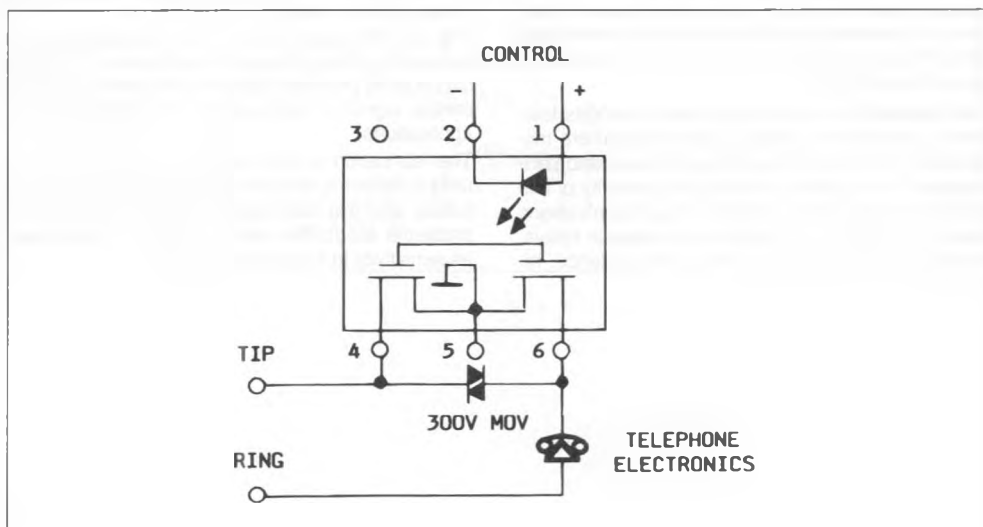 CONTROL
- +
3 2 1
4 5 6
TIP
300V MOV
RING
TELEPHONE
ELECTRONICS